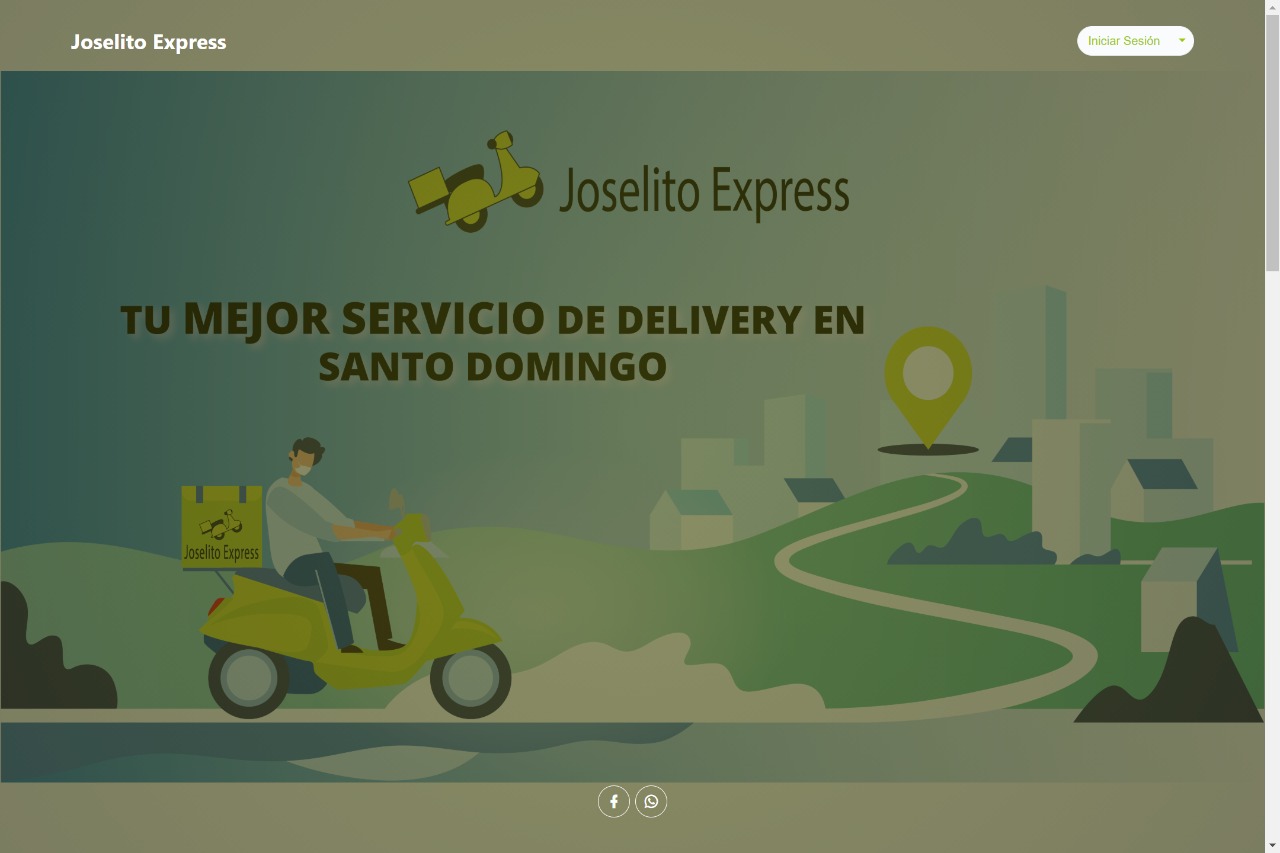 Joselito Express
Iniciar Sesión
Joselito Express
TU MEJOR SERVICIO DE DELIVERY EN
SANTO DOMINGO
Joselito Express